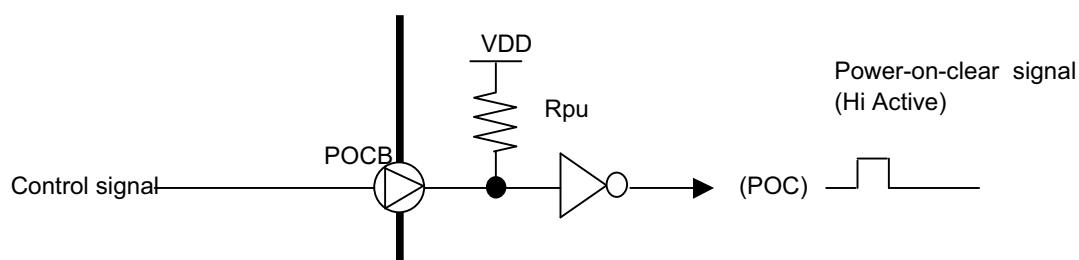 VDD
Power-on-clear signal
(Hi Active)
Rpu
POCB
Control signal
(POC)